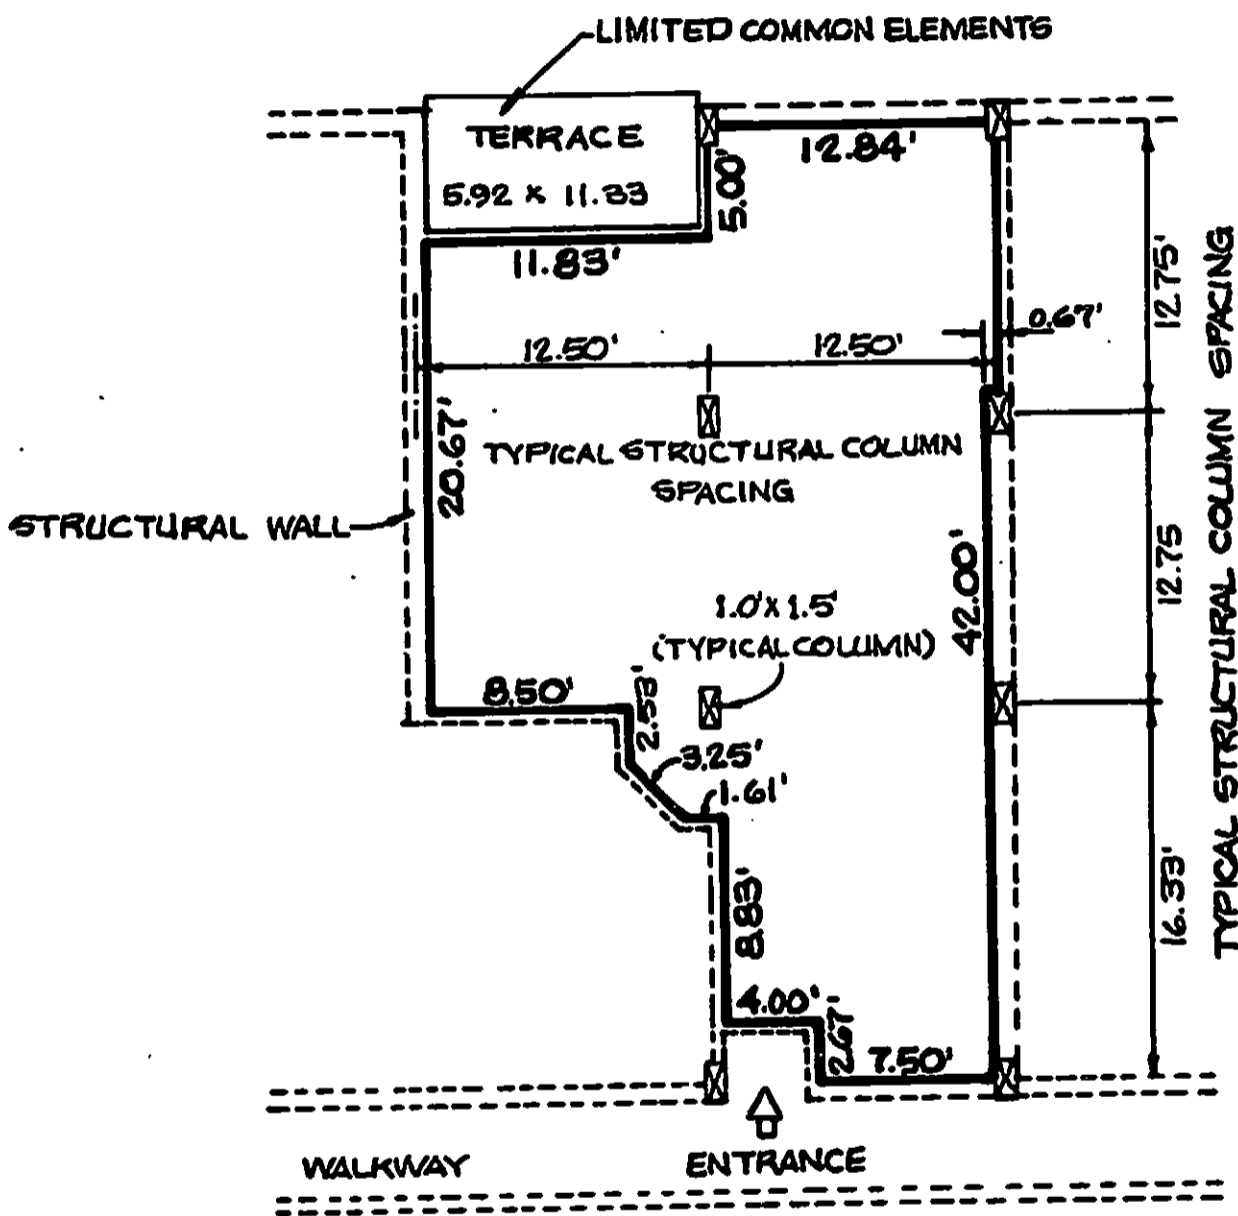 LIMITED COMMON ELEMENTS
TERRACE
5.92 x 11.33
12.84'
5.00'
11.83'
12.75'
0.67'
12.50'
12.50'
20.67'
TYPICAL STRUCTURAL COLUMN
SPACING
STRUCTURAL WALL
TYPICAL STRUCTURAL COLUMN SPACING
12.75
42.00'
1.0'x1.5'
(TYPICAL COLUMN)
8.50'
2.53'
3.25'
1.61'
8.83'
16.33'
4.00'
2.67'
7.50'
WALKWAY
ENTRANCE